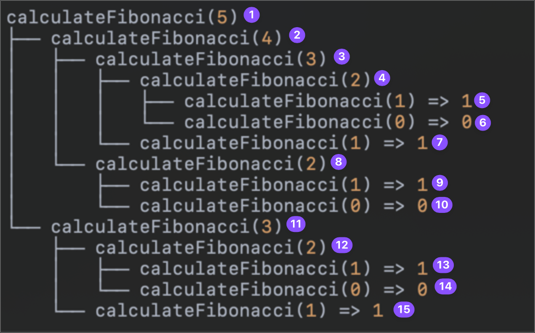 calculateFibonacci(5) 1
├── calculateFibonacci(4) 2
│   ├── calculateFibonacci(3) 3
│   │   ├── calculateFibonacci(2) 4
│   │   │   ├── calculateFibonacci(1) => 1 5
│   │   │   └── calculateFibonacci(0) => 0 6
│   │   └── calculateFibonacci(1) => 1 7
│   └── calculateFibonacci(2) 8
│       ├── calculateFibonacci(1) => 1 9
│       └── calculateFibonacci(0) => 0 10
└── calculateFibonacci(3) 11
    ├── calculateFibonacci(2) 12
    │   ├── calculateFibonacci(1) => 1 13
    │   └── calculateFibonacci(0) => 0 14
    └── calculateFibonacci(1) => 1 15